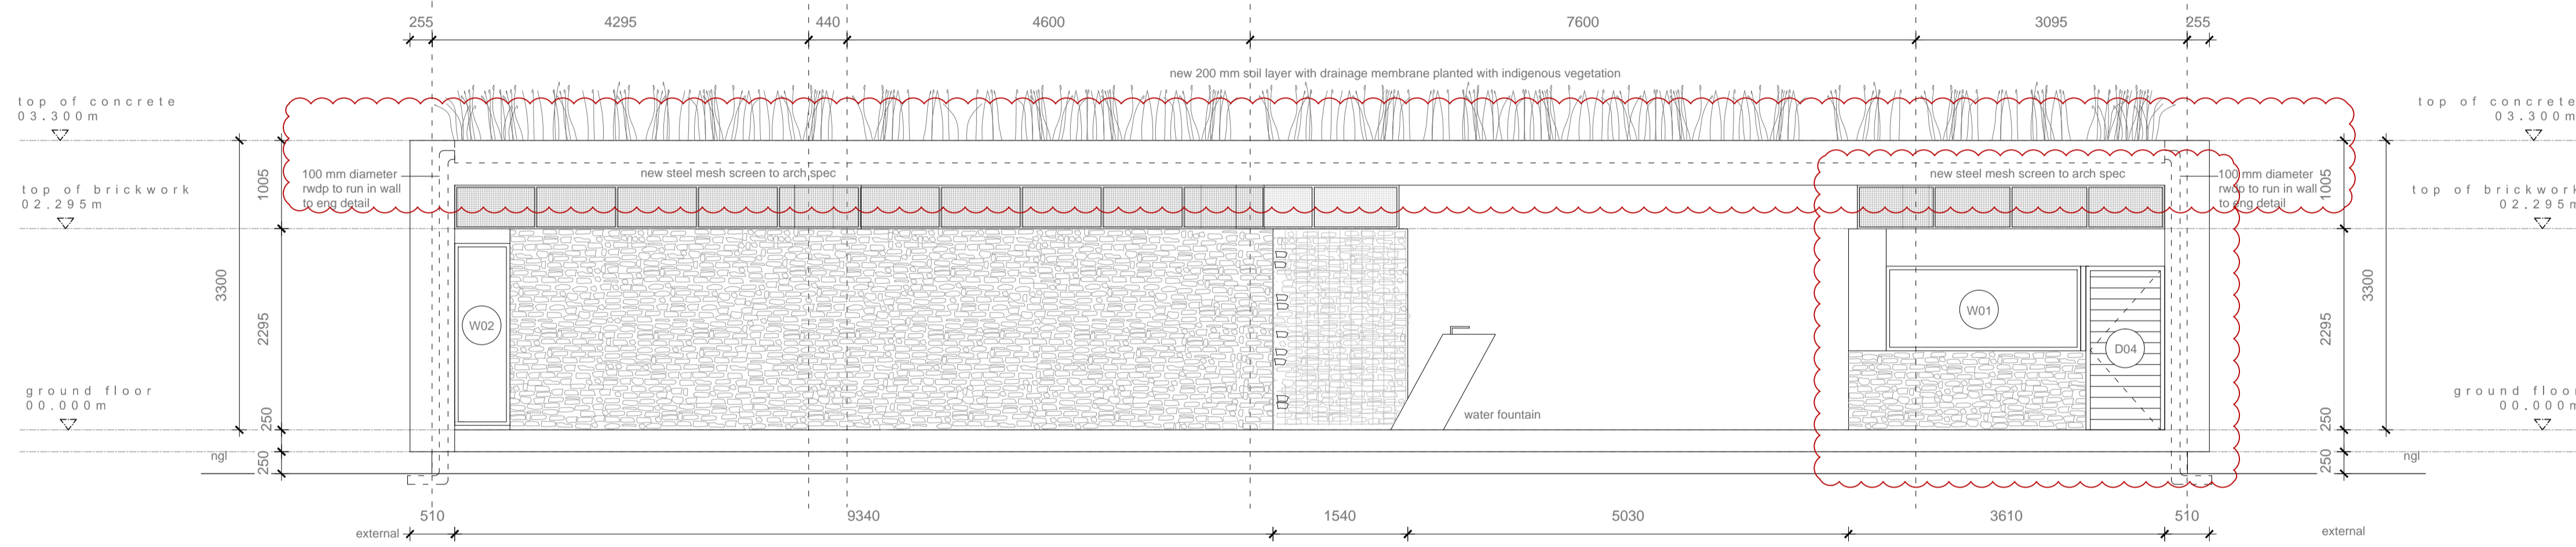 255 4295 440 4600 7600 3095 255
new 200 mm soil layer with drainage membrane planted with indigenous vegetation
top of concrete
03.300m
top of concrete
03.300m
100 mm diameter
rwdp to run in wall
to eng detail
new steel mesh screen to arch spec
new steel mesh screen to arch spec
100 mm diameter
rwdp to run in wall
to eng detail
top of brickwork
02.295m
top of brickwork
02.295m
1005
1005
3300
2295
W02
W01
D04
2295
3300
ground floor
00.000m
ground floor
00.000m
250
water fountain
250
ngl
250
250
ngl
510 9340 1540 5030 3610 510
external
external